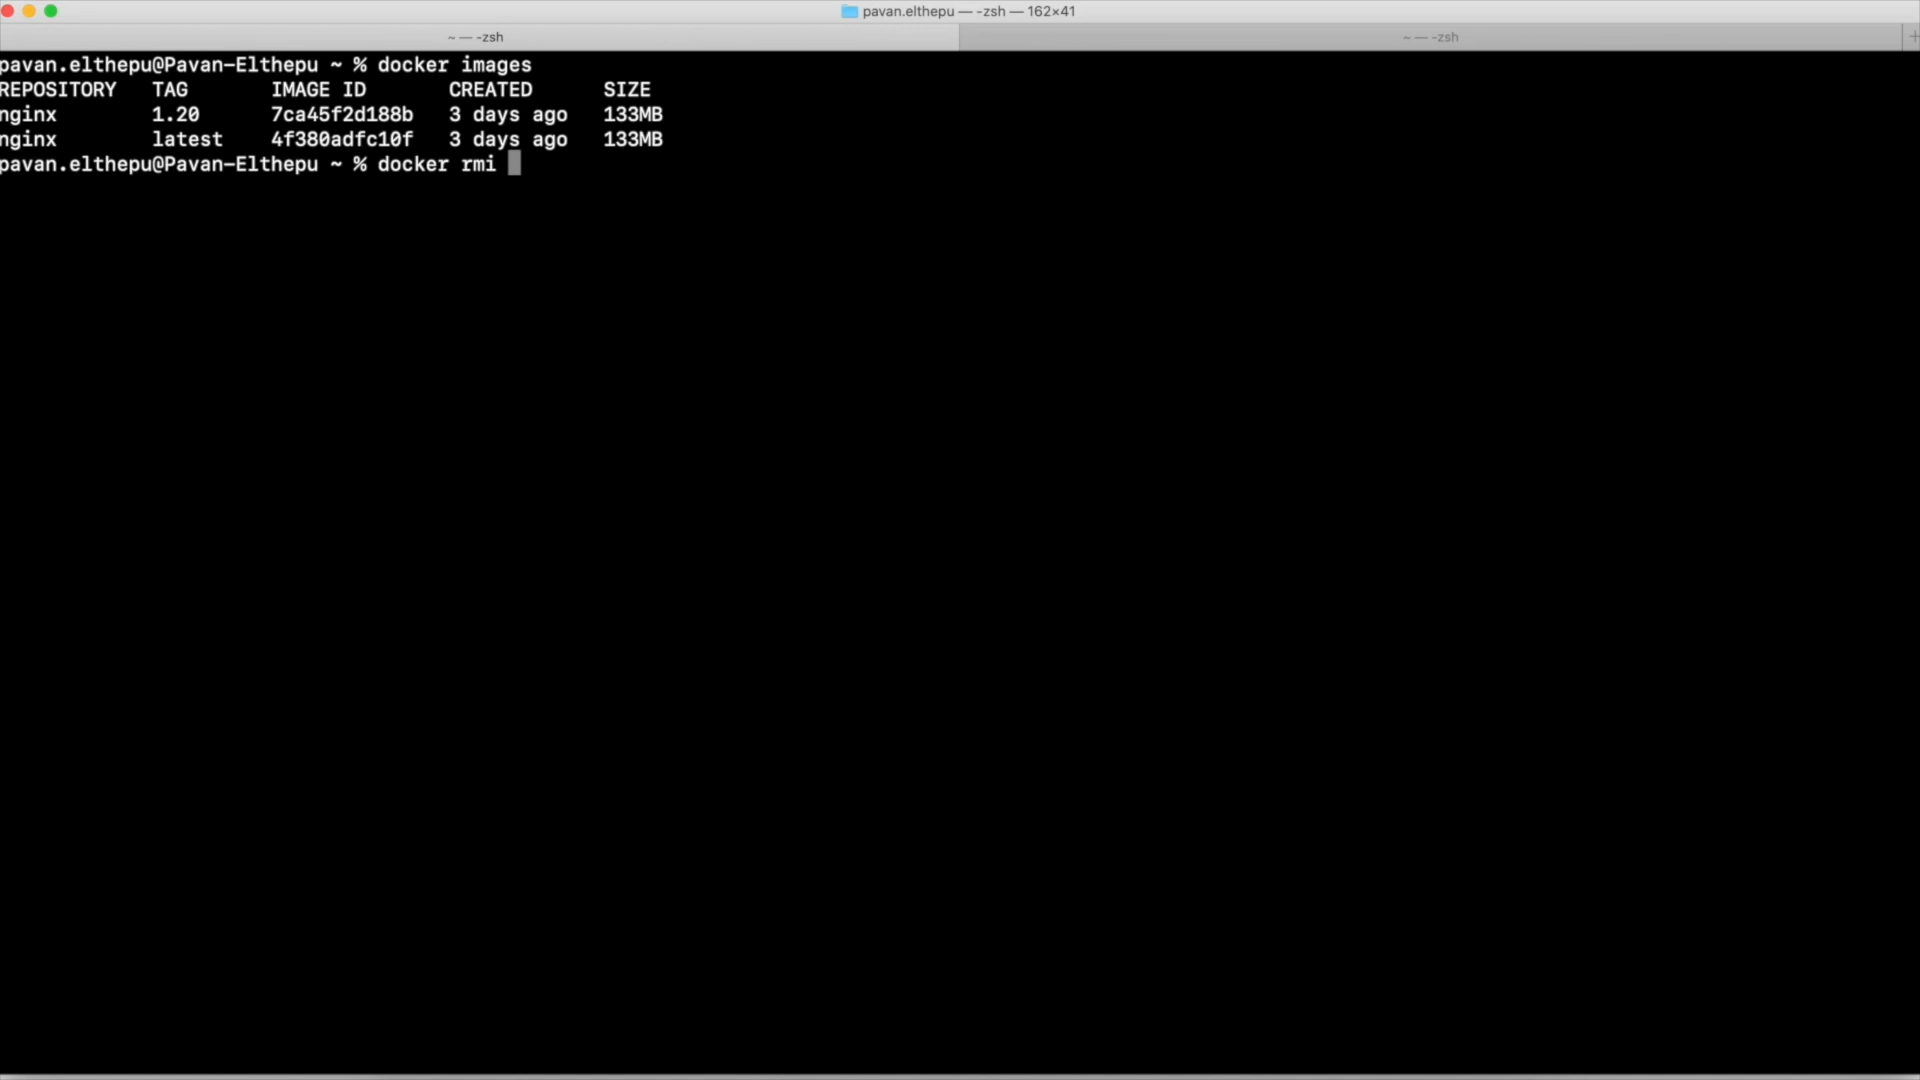 pavan.elthepu — -zsh — 162×41
~ — -zsh
~ — -zsh
pavan.elthepu@Pavan-Elthepu ~ % docker images
REPOSITORY TAG IMAGE ID CREATED SIZE
nginx 1.20 7ca45f2d188b 3 days ago 133MB
nginx latest 4f380adfc10f 3 days ago 133MB
pavan.elthepu@Pavan-Elthepu ~ % docker rmi